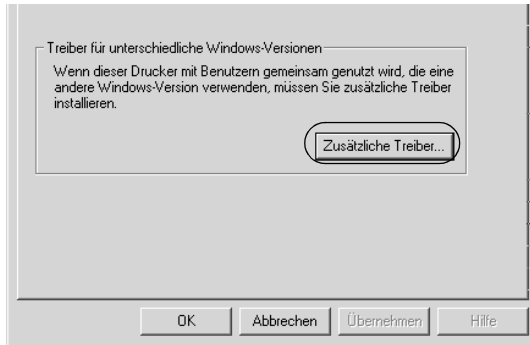 Treiber für unterschiedliche Windows-Versionen
Wenn dieser Drucker mit Benutzern gemeinsam genutzt wird, die eine
andere Windows-Version verwenden, müssen Sie zusätzliche Treiber
installieren.
Zusätzliche Treiber...
OK Abbrechen Übernehmen Hilfe